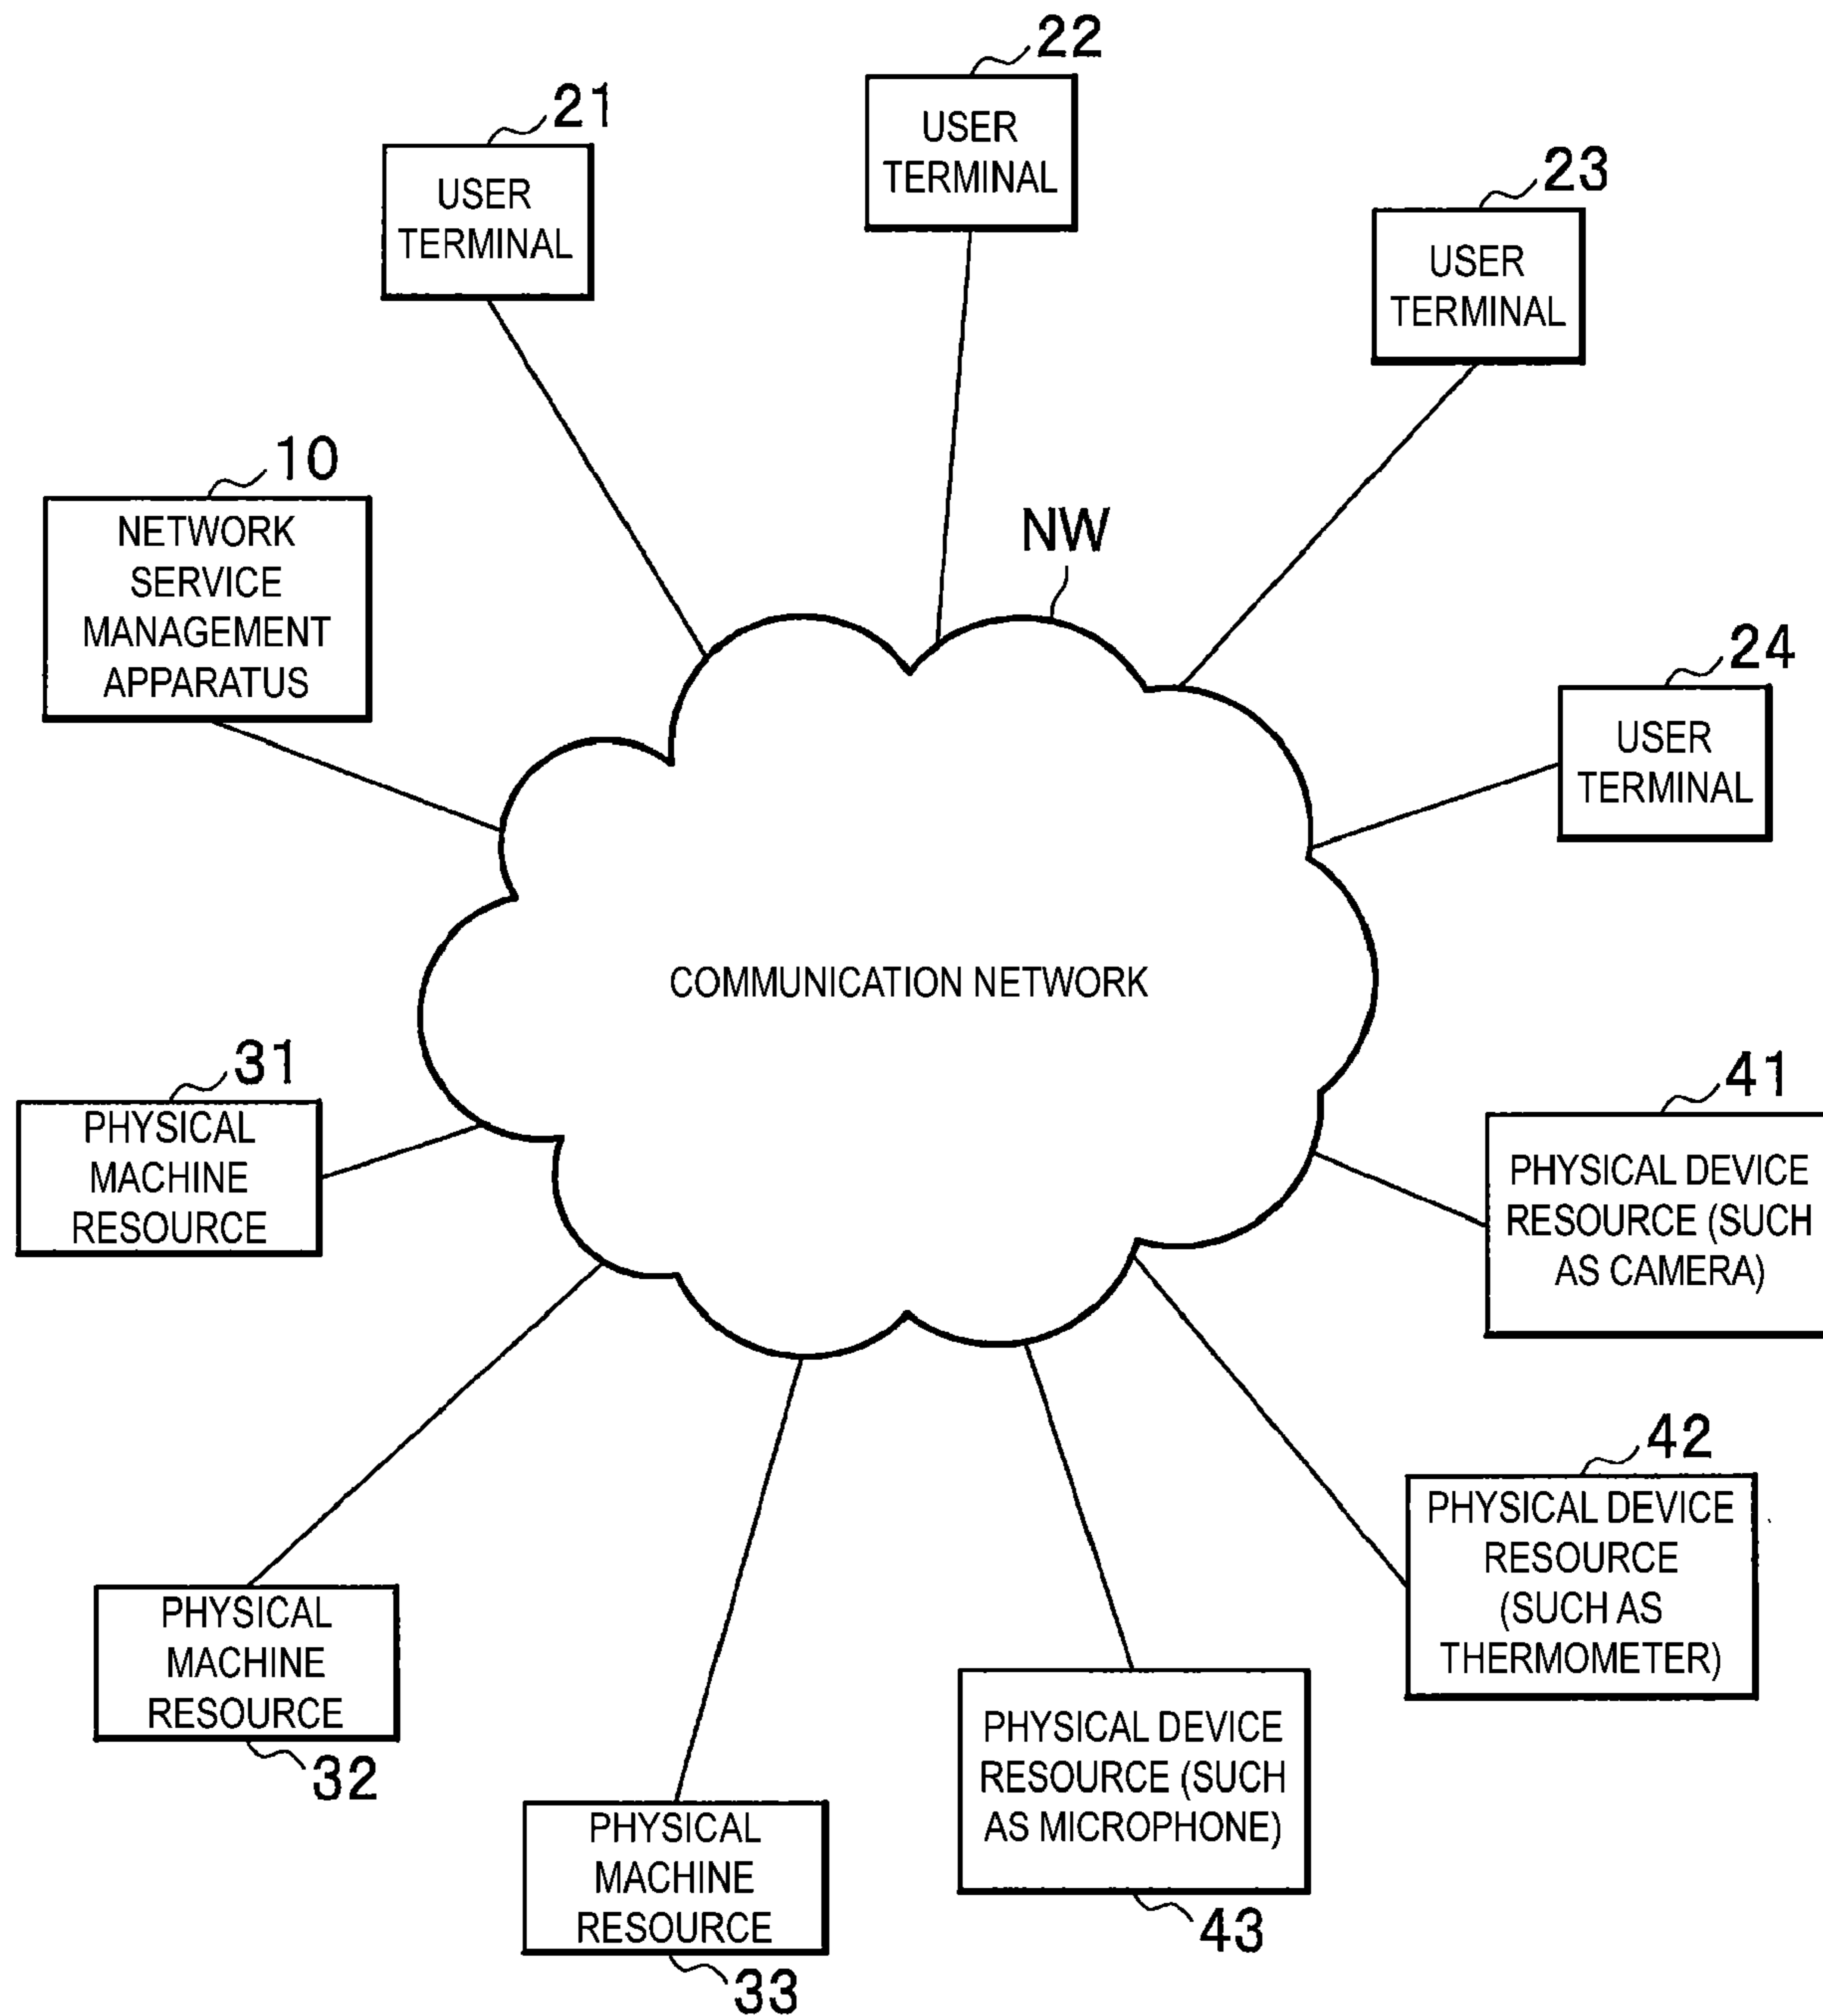 22
USER
TERMINAL
21
USER
TERMINAL
23
USER
TERMINAL
10
NETWORK
SERVICE
MANAGEMENT
APPARATUS
NW
24
USER
TERMINAL
COMMUNICATION NETWORK
31
PHYSICAL
MACHINE
RESOURCE
41
PHYSICAL DEVICE
RESOURCE (SUCH
AS CAMERA)
42
PHYSICAL DEVICE
RESOURCE
(SUCH AS
THERMOMETER)
PHYSICAL
MACHINE
RESOURCE
32
PHYSICAL DEVICE
RESOURCE (SUCH
AS MICROPHONE)
43
PHYSICAL
MACHINE
RESOURCE
33